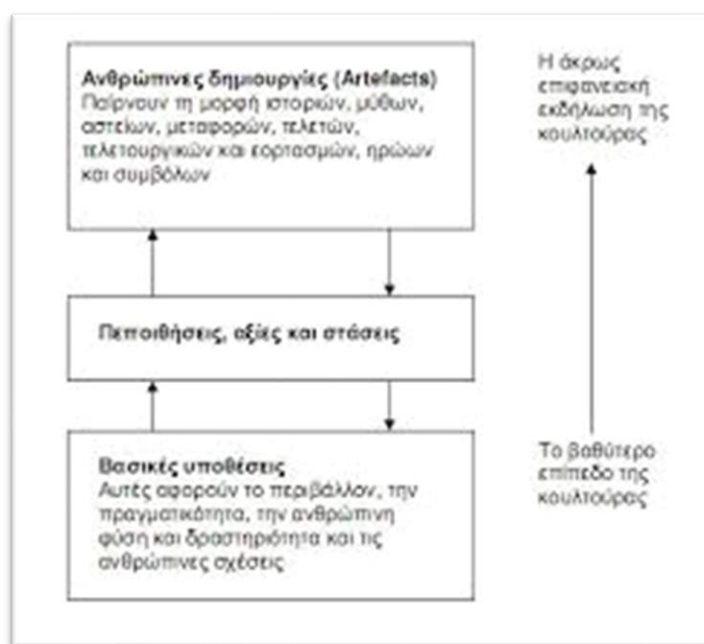 Ανθρώπινες δημιουργίες (Artefacts)
Παίρνουν τη μορφή ιστοριών, μύθων,
αστείων, μεταφορών, τελετών,
τελετουργικών και εορτασμών, ηρώων
και συμβόλων
Η άκρως
επιφανειακή
εκδήλωση της
κουλτούρας
Πεποιθήσεις, αξίες και στάσεις
Βασικές υποθέσεις
Αυτές αφορούν το περιβάλλον, την
πραγματικότητα, την ανθρώπινη
φύση και δραστηριότητα και τις
ανθρώπινες σχέσεις
Το βαθύτερο
επίπεδο της
κουλτούρας